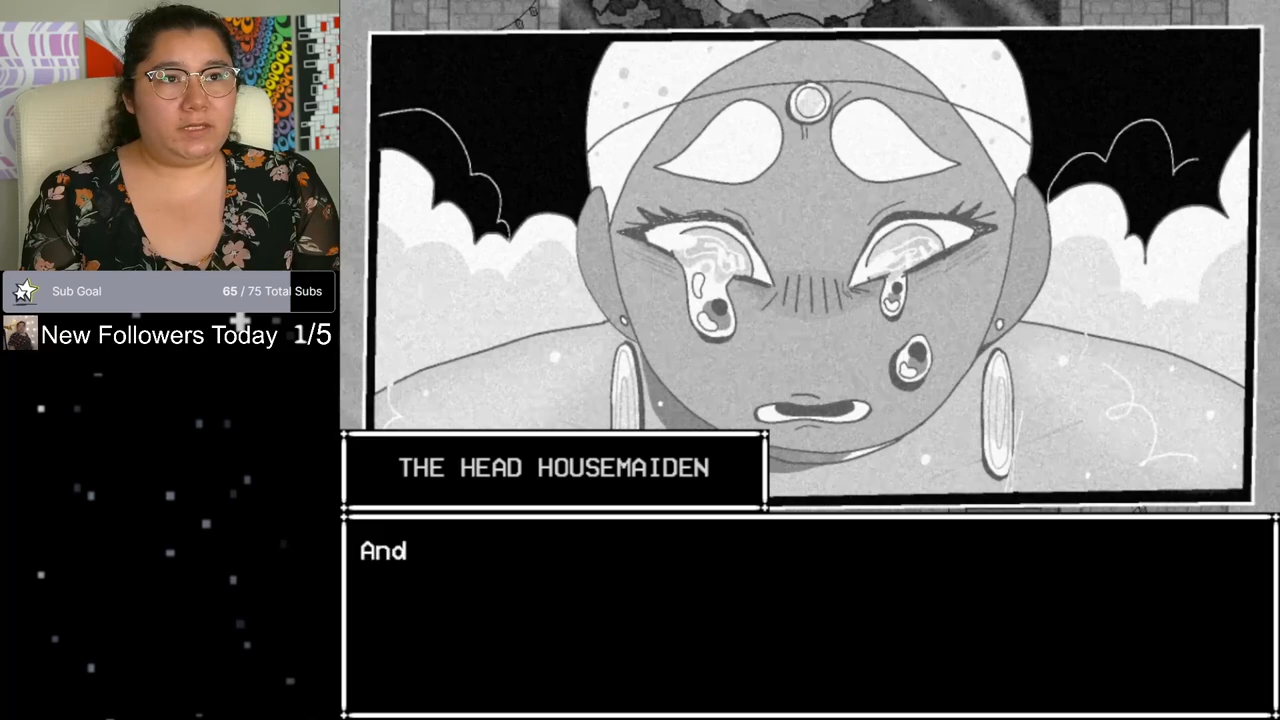 Sub Goal
65 / 75 Total Subs
New Followers Today 1/5
THE HEAD HOUSEMAIDEN
And